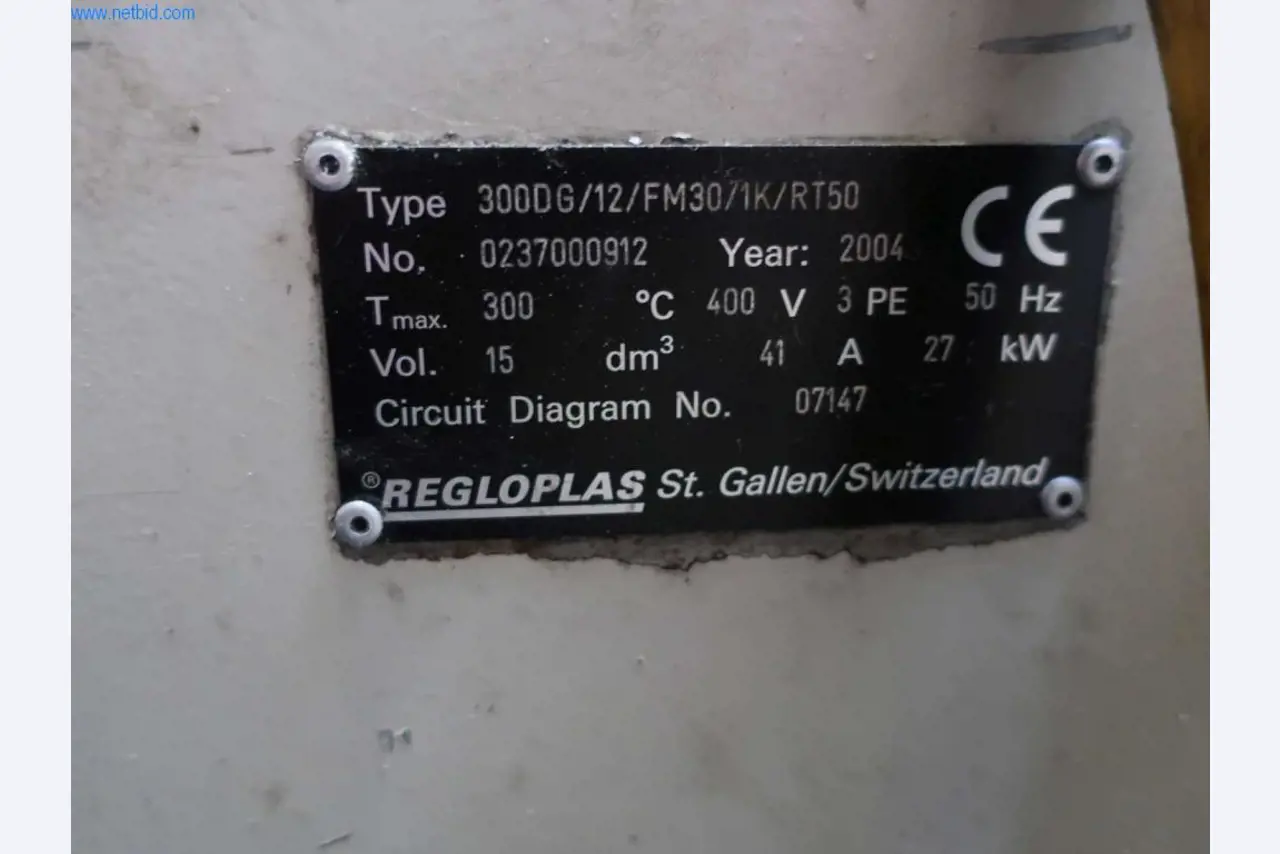 www.netbid.com
Type 300DG/12/FM30/1K/RT50 CE
No. 0237000912 Year: 2004
Tmax. 300 °C 400 V 3 PE 50 Hz
Vol. 15 dm³ 41 A 27 kW
Circuit Diagram No. 07147
®REGLOPLAS St. Gallen/Switzerland